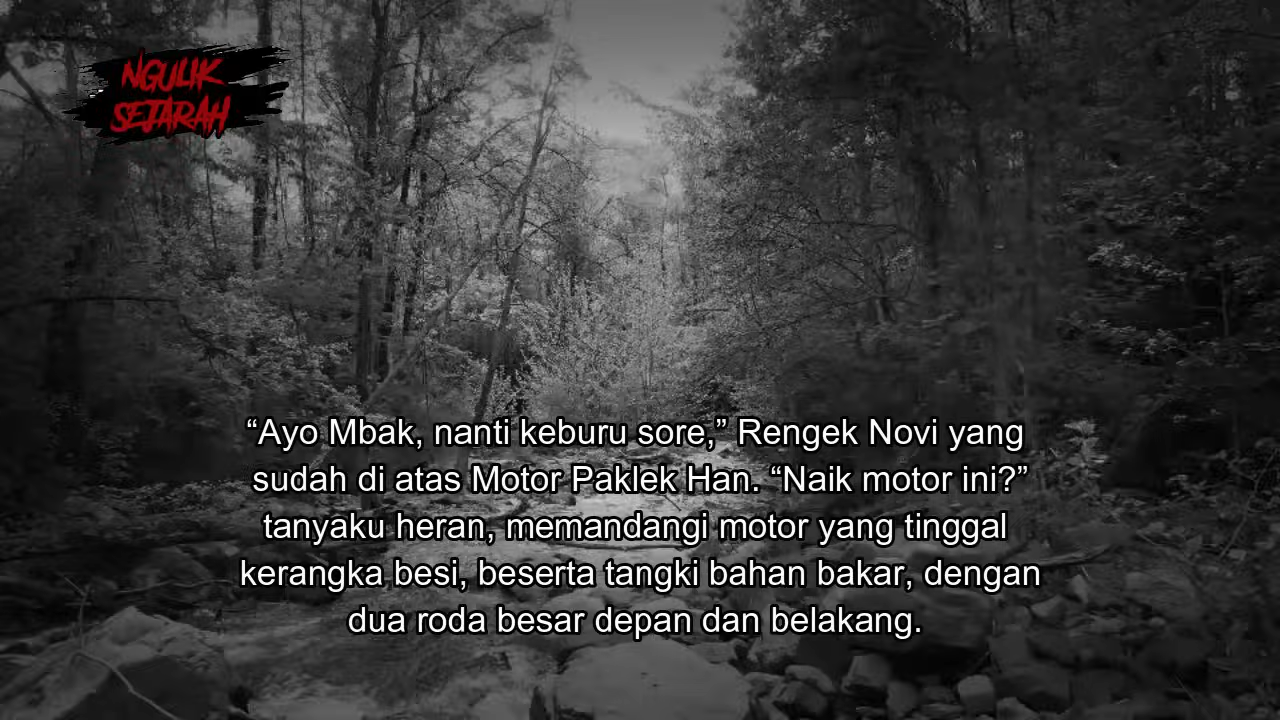 NGULIK
SEJARAH
“Ayo Mbak, nanti keburu sore,” Rengek Novi yang
sudah di atas Motor Paklek Han. “Naik motor ini?”
tanyaku heran, memandangi motor yang tinggal
kerangka besi, beserta tangki bahan bakar, dengan
dua roda besar depan dan belakang.